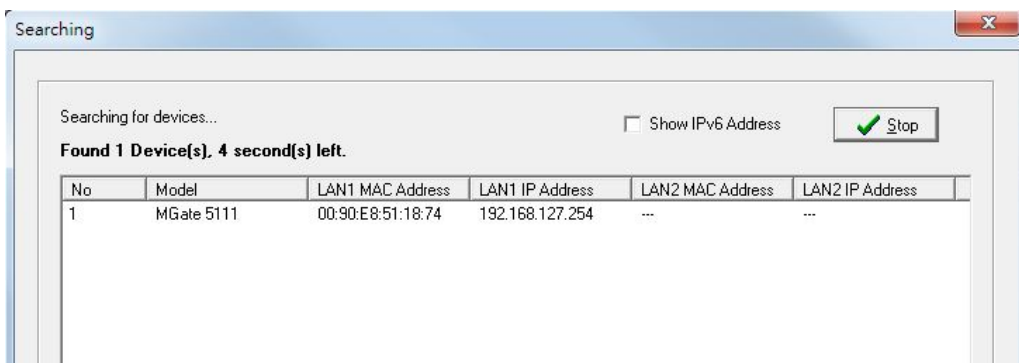 Searching
Searching for devices...
Show IPv6 Address
Stop
Found 1 Device(s), 4 second(s) left.
No Model LAN1 MAC Address LAN1 IP Address LAN2 MAC Address LAN2 IP Address
1 MGate 5111 00:90:E8:51:18:74 192.168.127.254 --- ---